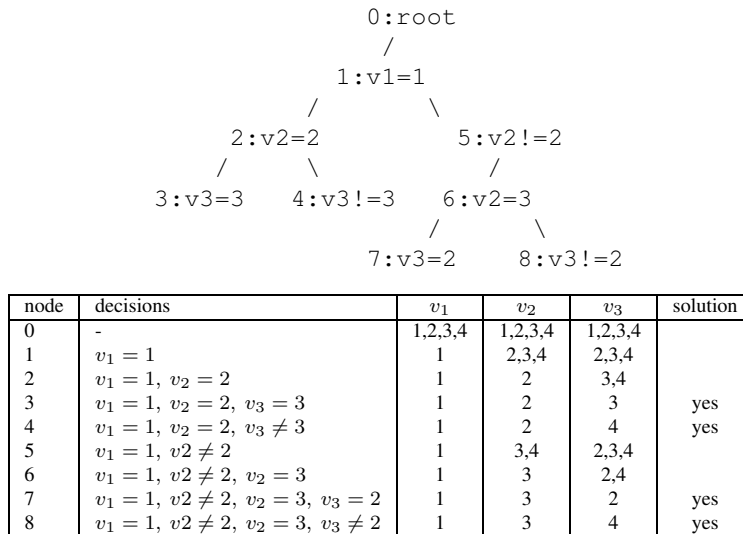 0:root
/
1:v1=1
/ \
2:v2=2 5:v2!=2
/ \ /
3:v3=3 4:v3!=3 6:v2=3
/ \
7:v3=2 8:v3!=2
node decisions v₁ v₂ v₃ solution
0 - 1,2,3,4 1,2,3,4 1,2,3,4
1 v₁ = 1 1 2,3,4 2,3,4
2 v₁ = 1, v₂ = 2 1 2 3,4
3 v₁ = 1, v₂ = 2, v₃ = 3 1 2 3 yes
4 v₁ = 1, v₂ = 2, v₃ ≠ 3 1 2 4 yes
5 v₁ = 1, v2 ≠ 2 1 3,4 2,3,4
6 v₁ = 1, v2 ≠ 2, v₂ = 3 1 3 2,4
7 v₁ = 1, v2 ≠ 2, v₂ = 3, v₃ = 2 1 3 2 yes
8 v₁ = 1, v2 ≠ 2, v₂ = 3, v₃ ≠ 2 1 3 4 yes